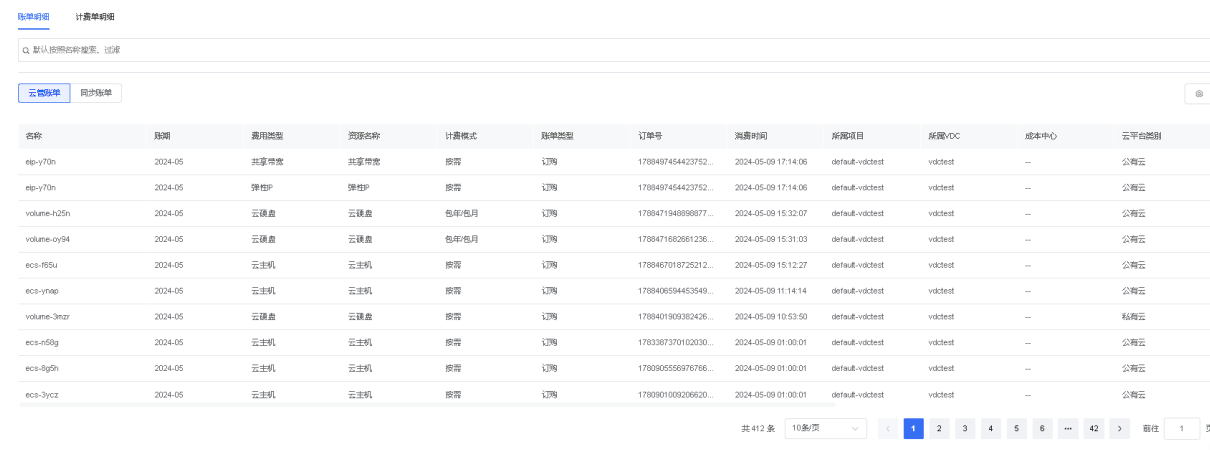 账单明细 计费单明细
默认按照名称搜索、过滤
云管账单 同步账单
名称 账期 费用类型 资源名称 计费模式 账单类型 订单号 消费时间 所属项目 所属VDC 成本中心 云平台类别
eip-y70n 2024-05 共享带宽 共享带宽 按需 订购 1788497454423752... 2024-05-09 17:14:06 default-vdctest vdctest -- 公有云
eip-y70n 2024-05 弹性IP 弹性IP 按需 订购 1788497454423752... 2024-05-09 17:14:06 default-vdctest vdctest -- 公有云
volume-h25n 2024-05 云硬盘 云硬盘 包年/包月 订购 1788471948898877... 2024-05-09 15:32:07 default-vdctest vdctest -- 公有云
volume-oy94 2024-05 云硬盘 云硬盘 包年/包月 订购 1788471682661236... 2024-05-09 15:31:03 default-vdctest vdctest -- 公有云
ecs-f65u 2024-05 云主机 云主机 按需 订购 1788467018725212... 2024-05-09 15:12:27 default-vdctest vdctest -- 公有云
ecs-ynap 2024-05 云主机 云主机 按需 订购 1788406594453549... 2024-05-09 11:14:14 default-vdctest vdctest -- 公有云
volume-3mzr 2024-05 云硬盘 云硬盘 按需 订购 1788401909382426... 2024-05-09 10:53:50 default-vdctest vdctest -- 私有云
ecs-n58g 2024-05 云主机 云主机 按需 订购 1783387370102030... 2024-05-09 01:00:01 default-vdctest vdctest -- 公有云
ecs-8g5h 2024-05 云主机 云主机 按需 订购 1780905556976766... 2024-05-09 01:00:01 default-vdctest vdctest -- 公有云
ecs-3ycz 2024-05 云主机 云主机 按需 订购 1780901009206620... 2024-05-09 01:00:01 default-vdctest vdctest -- 公有云
共 412 条 10条/页 1 2 3 4 5 6 ... 42 前往 1